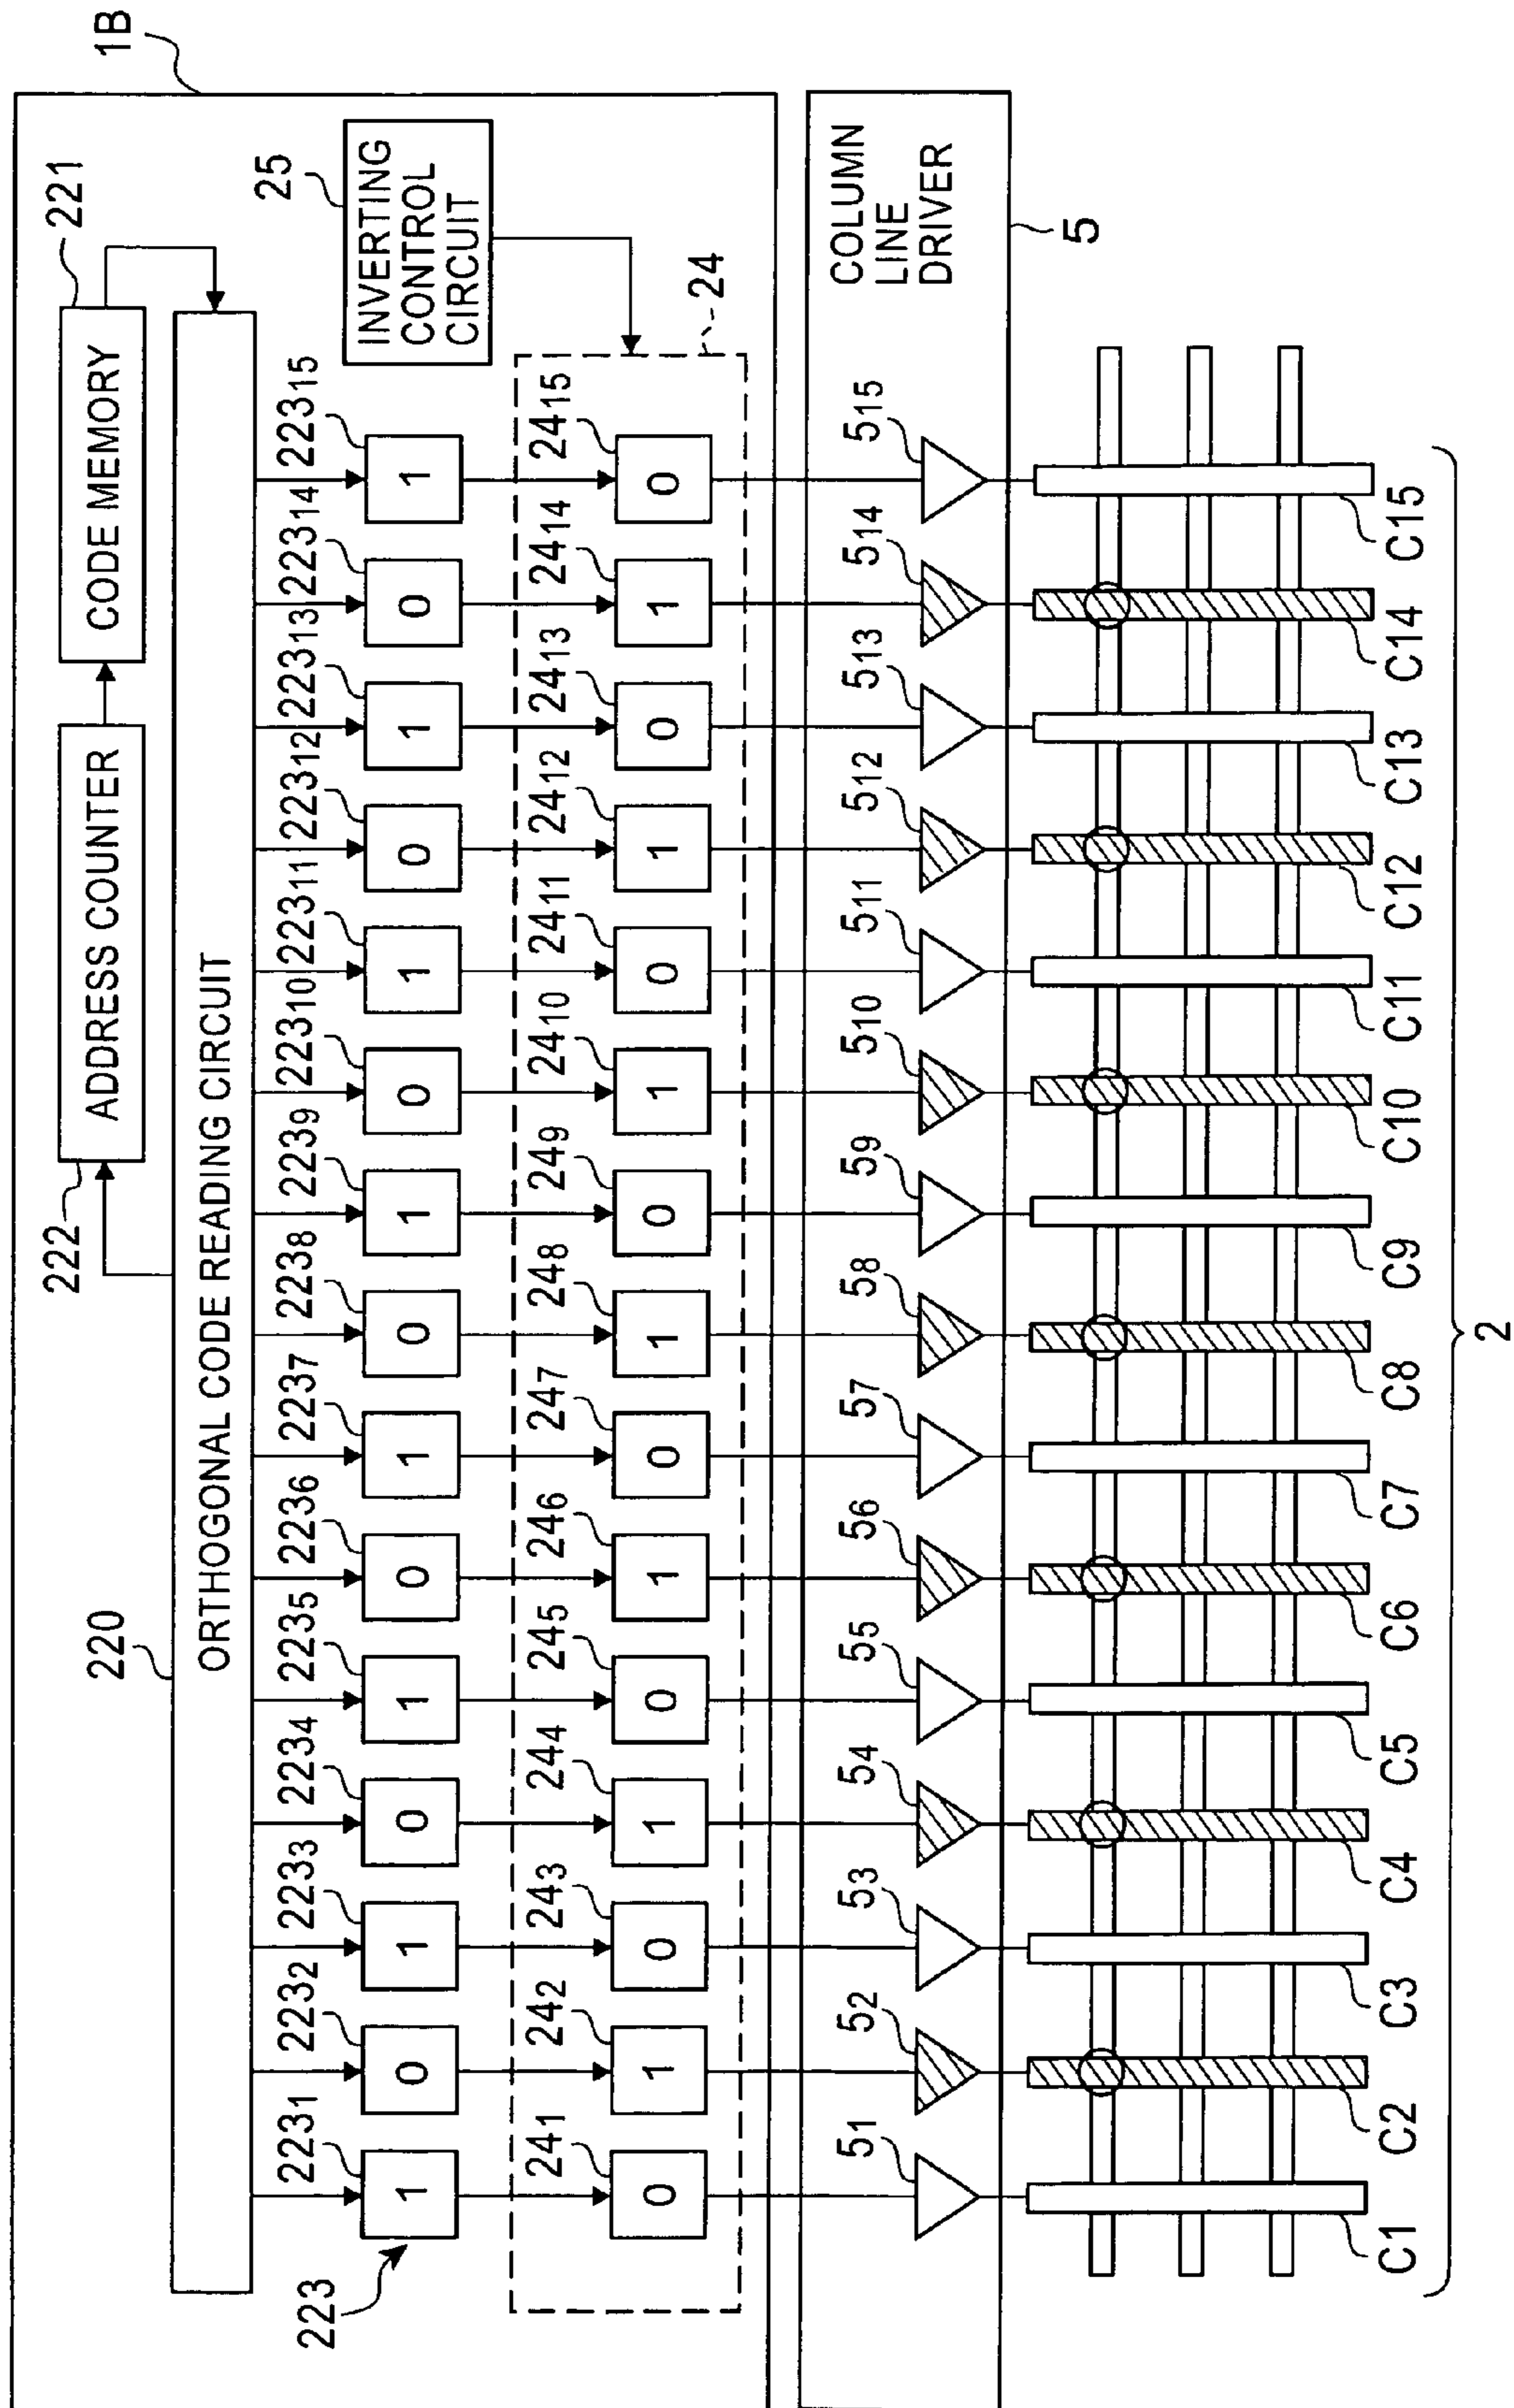 1B
222
ADDRESS COUNTER
CODE MEMORY
221
220
ORTHOGONAL CODE READING CIRCUIT
25
INVERTING
CONTROL
CIRCUIT
223₁ 223₂ 223₃ 223₄ 223₅ 223₆ 223₇ 223₈ 223₉ 223₁₀ 223₁₁ 223₁₂ 223₁₃ 223₁₄ 223₁₅
1 0 1 0 1 0 1 0 1 0 1 0 1 0 1
223
24
24₁ 24₂ 24₃ 24₄ 24₅ 24₆ 24₇ 24₈ 24₉ 24₁₀ 24₁₁ 24₁₂ 24₁₃ 24₁₄ 24₁₅
0 1 0 1 0 1 0 1 0 1 0 1 0 1 0
COLUMN
LINE
DRIVER
5₁ 5₂ 5₃ 5₄ 5₅ 5₆ 5₇ 5₈ 5₉ 5₁₀ 5₁₁ 5₁₂ 5₁₃ 5₁₄ 5₁₅
5
C1 C2 C3 C4 C5 C6 C7 C8 C9 C10 C11 C12 C13 C14 C15
2